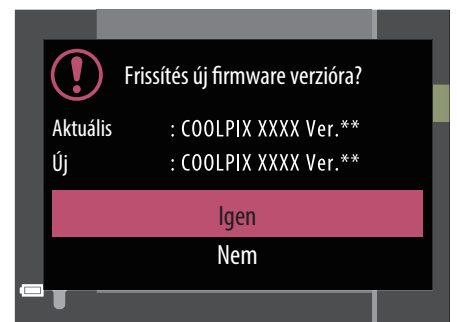 Frissítés új firmware verzióra?
Aktuális : COOLPIX XXXX Ver.**
Új : COOLPIX XXXX Ver.**
Igen
Nem